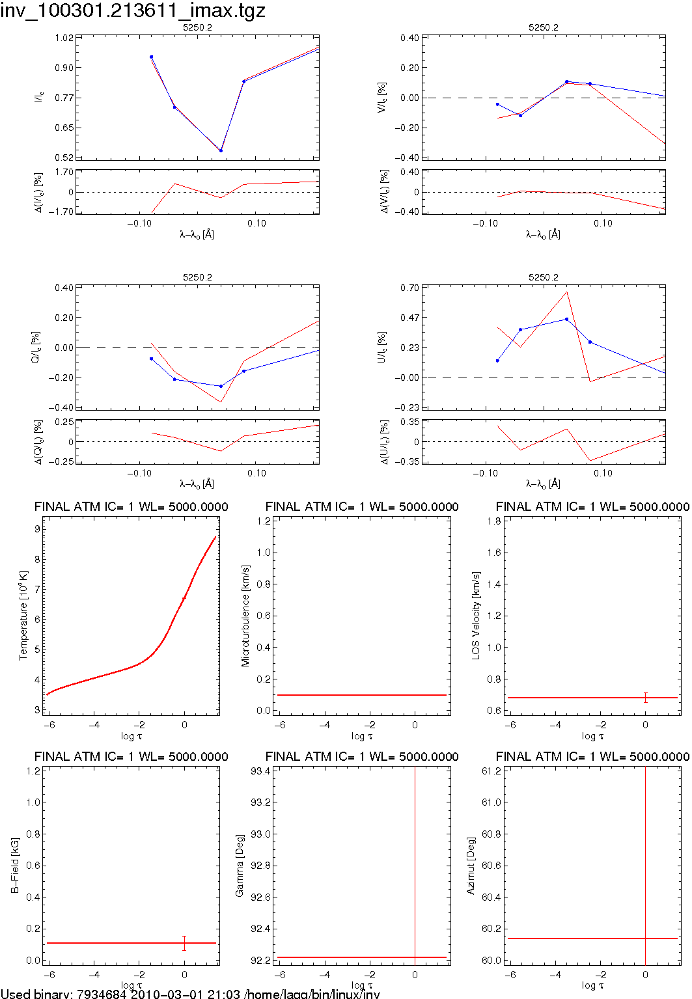 inv_100301.213611_imax.tgz
5250.2
5250.2
1.02
0.90
0.77
0.65
0.52
I/Ic
0.40
0.20
0.00
−0.20
−0.40
V/Ic [%]
1.70
0
−1.70
Δ(I/Ic) [%]
0.40
0
−0.40
Δ(V/Ic) [%]
−0.10 0.10
λ−λ0 [Å]
−0.10 0.10
λ−λ0 [Å]
5250.2
5250.2
0.40
0.20
0.00
−0.20
−0.40
Q/Ic [%]
0.70
0.47
0.23
−0.00
−0.23
U/Ic [%]
0.25
0
−0.25
Δ(Q/Ic) [%]
0.35
0
−0.35
Δ(U/Ic) [%]
−0.10 0.10
λ−λ0 [Å]
−0.10 0.10
λ−λ0 [Å]
FINAL ATM IC= 1 WL= 5000.0000
FINAL ATM IC= 1 WL= 5000.0000
FINAL ATM IC= 1 WL= 5000.0000
9
8
7
6
5
4
3
Temperature [10³ K]
−6 −4 −2 0
log τ
1.2
1.0
0.8
0.6
0.4
0.2
0.0
Microturbulence [km/s]
−6 −4 −2 0
log τ
1.8
1.6
1.4
1.2
1.0
0.8
0.6
LOS Velocity [km/s]
−6 −4 −2 0
log τ
FINAL ATM IC= 1 WL= 5000.0000
FINAL ATM IC= 1 WL= 5000.0000
FINAL ATM IC= 1 WL= 5000.0000
1.2
1.0
0.8
0.6
0.4
0.2
0.0
B−Field [kG]
−6 −4 −2 0
log τ
93.4
93.2
93.0
92.8
92.6
92.4
92.2
Gamma [Deg]
−6 −4 −2 0
log τ
61.2
61.0
60.8
60.6
60.4
60.2
60.0
Azimut [Deg]
−6 −4 −2 0
log τ
Used binary: 7934684 2010−03−01 21:03 /home/lagg/bin/linux/inv